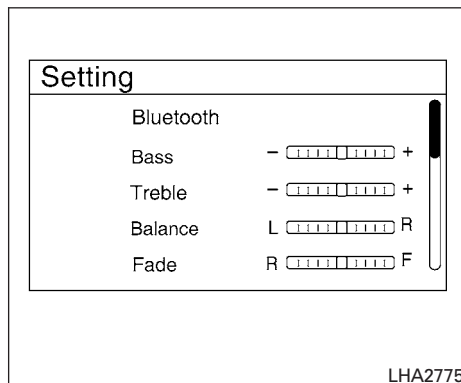 Setting
Bluetooth
Bass - +
Treble - +
Balance L R
Fade R F
LHA2775